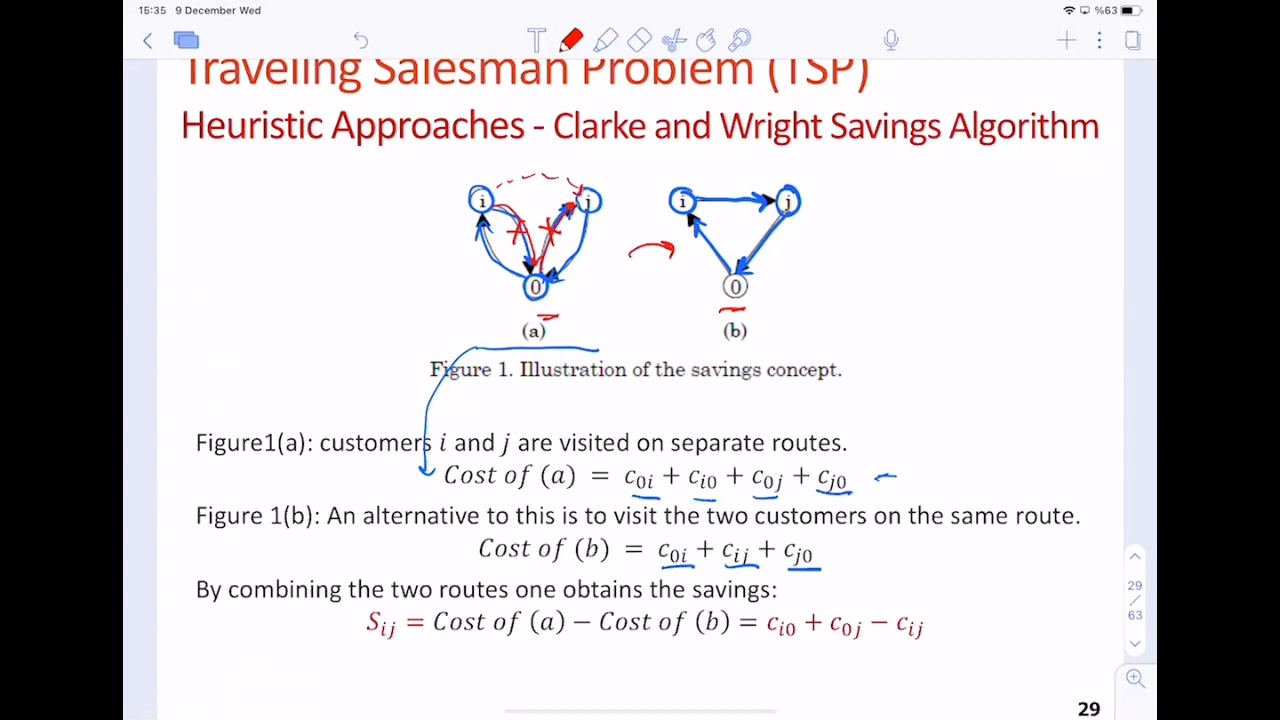 15:35 9 December Wed %63
T
Traveling Salesman Problem (TSP)
Heuristic Approaches - Clarke and Wright Savings Algorithm
i j i j
0 0
(a) (b)
Figure 1. Illustration of the savings concept.
Figure1(a): customers i and j are visited on separate routes.
Cost of (a) = c₀ᵢ + cᵢ₀ + c₀ⱼ + cⱼ₀
Figure 1(b): An alternative to this is to visit the two customers on the same route.
Cost of (b) = c₀ᵢ + cᵢⱼ + cⱼ₀
By combining the two routes one obtains the savings:
Sᵢⱼ = Cost of (a) − Cost of (b) = cᵢ₀ + c₀ⱼ − cᵢⱼ
29
/
63
29